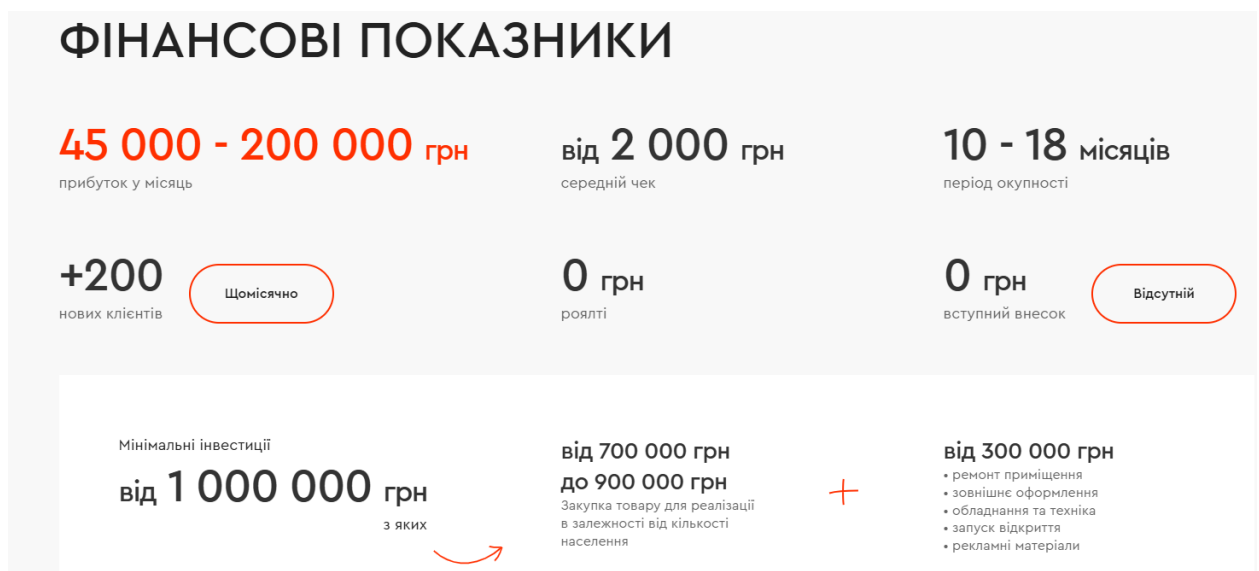 ФІНАНСОВІ ПОКАЗНИКИ
45 000 - 200 000 грн
прибуток у місяць
від 2 000 грн
середній чек
10 - 18 місяців
період окупності
+200
нових клієнтів
Щомісячно
0 грн
роялті
0 грн
вступний внесок
Відсутній
Мінімальні інвестиції
від 1 000 000 грн
з яких
від 700 000 грн
до 900 000 грн
Закупка товару для реалізації
в залежності від кількості
населення
+
від 300 000 грн
• ремонт приміщення
• зовнішнє оформлення
• обладнання та техніка
• запуск відкриття
• рекламні матеріали